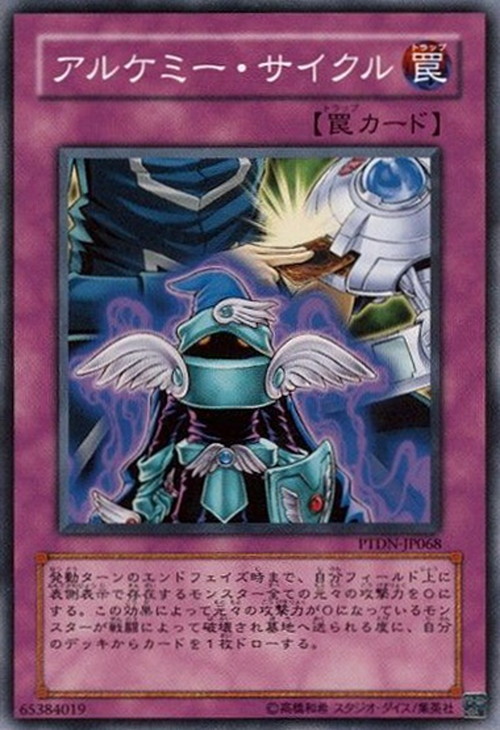 アルケミー・サイクル
トラップ
罠
トラップ
【罠カード】
PTDN-JP068
発動ターンのエンドフェイズ時まで、自分フィールド上に
表側表示で存在するモンスター全ての元々の攻撃力を0に
する。この効果によって元々の攻撃力が0になっているモン
スターが戦闘によって破壊され墓地へ送られる度に、自分
のデッキからカードを1枚ドローする。
65384019
©高橋和希 スタジオ・ダイス/集英社